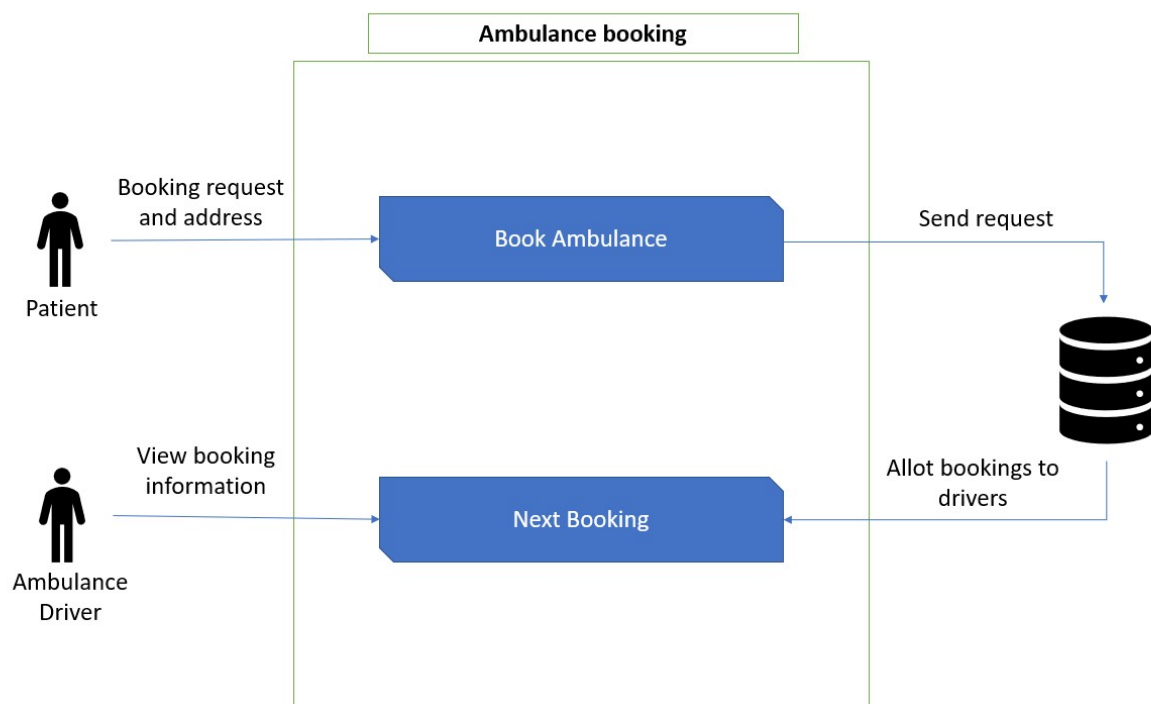 Ambulance booking
Booking request
and address
Book Ambulance
Send request
Patient
View booking
information
Next Booking
Allot bookings to
drivers
Ambulance
Driver